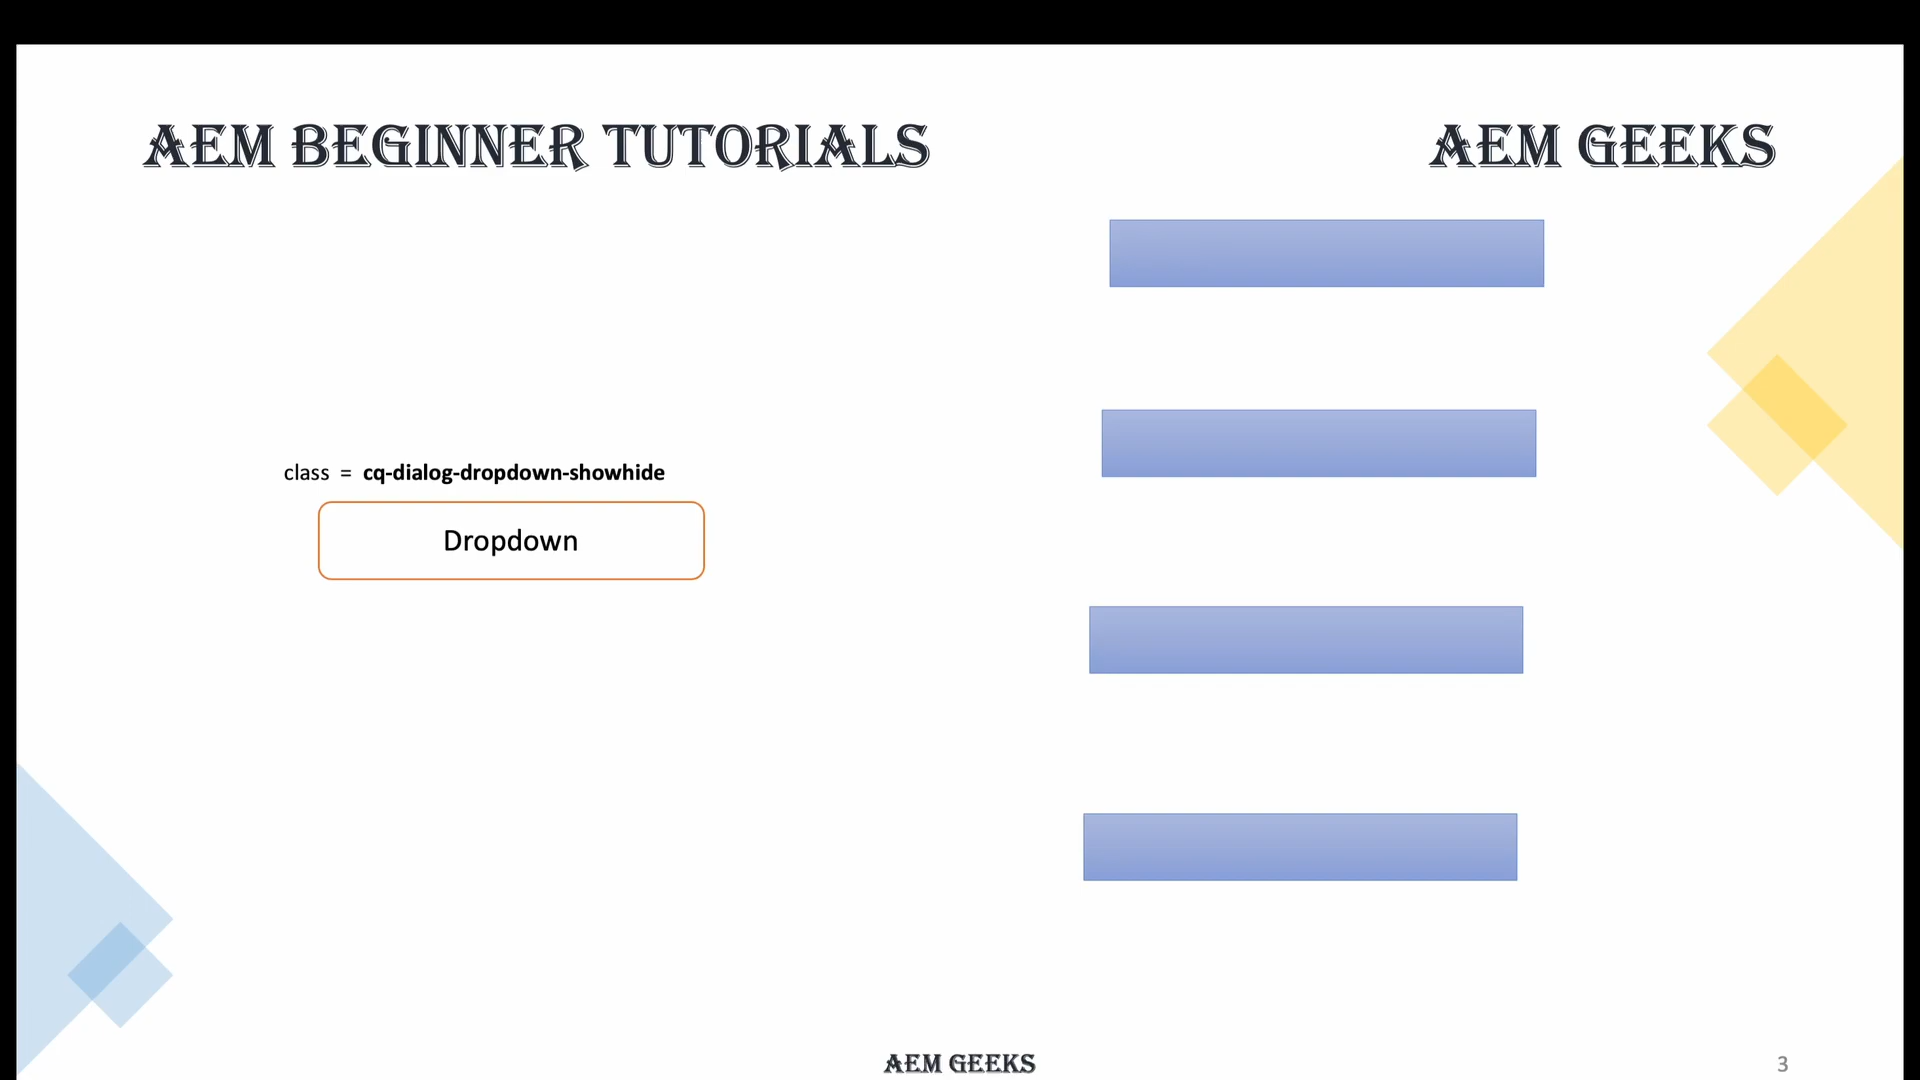 AEM BEGINNER TUTORIALS
AEM GEEKS
class = cq-dialog-dropdown-showhide
Dropdown
AEM GEEKS
3